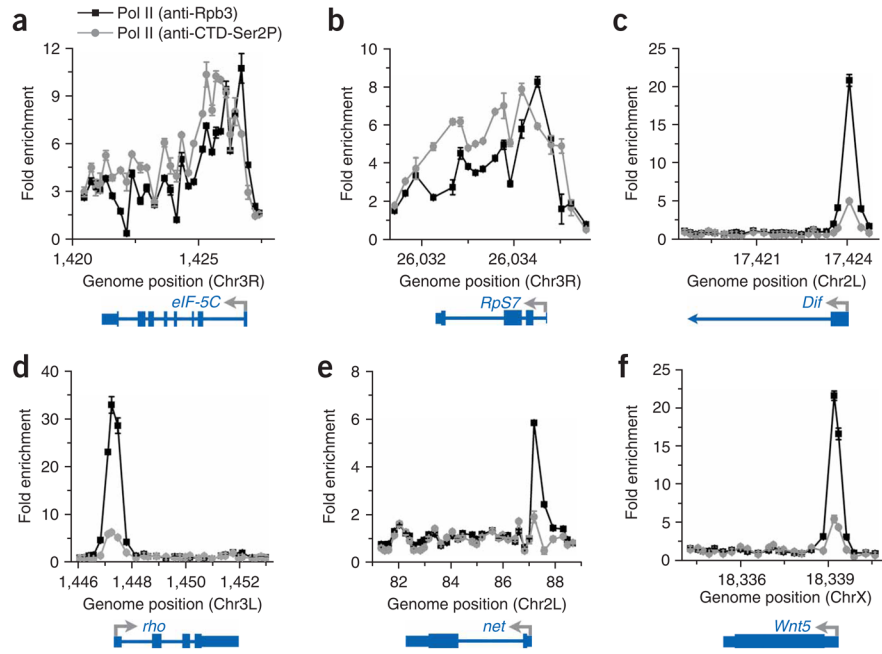 Pol II (anti-Rpb3)
Pol II (anti-CTD-Ser2P)
a
b
c
12
9
6
3
0
Fold enrichment
1,420
1,425
Genome position (Chr3R)
eIF-5C
10
8
6
4
2
0
Fold enrichment
26,032
26,034
Genome position (Chr3R)
RpS7
25
20
15
10
5
0
Fold enrichment
17,421
17,424
Genome position (Chr2L)
Dif
d
e
f
40
30
20
10
0
Fold enrichment
1,446
1,448
1,450
1,452
Genome position (Chr3L)
rho
8
6
4
2
0
Fold enrichment
82
84
86
88
Genome position (Chr2L)
net
25
20
15
10
5
0
Fold enrichment
18,336
18,339
Genome position (ChrX)
Wnt5